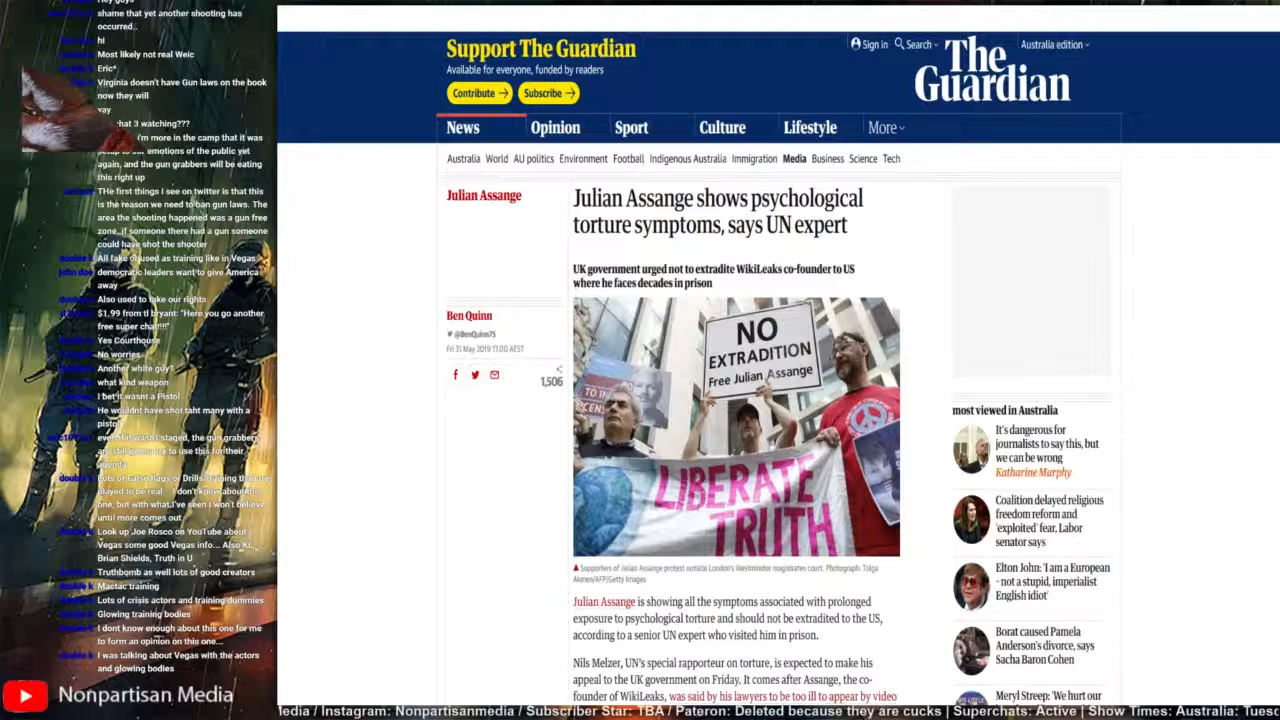 Hey guys
shame that yet another shooting has
occurred..
hi
Most likely not real Weic
Eric*
Virginia doesn't have Gun laws on the book
now they will
yay
hat 3 watching???
i'm more in the camp that it was
emotions of the public yet
again, and the gun grabbers will be eating
this right up
THe first things I see on twitter is that this
is the reason we need to ban gun laws. The
area the shooting happened was a gun free
zone. if someone there had a gun someone
could have shot the shooter
double k All fake or used as training like in Vegas
john doe democratic leaders want to give America
away
double k Also used to take our rights
$1.99 from tl bryant: "Here you go another
free super chat!!!!"
Yes Courthouse
No worries
Another white guy?
what kind weapon
I bet it wasnt a Pistol
He wouldnt have shot taht many with a
pistol
even if it wasn't staged, the gun grabbers
are still gonna try to use this for their
agenda
double k Lots of False flags or Drills/training that are
played to be real... I don't know about this
one, but with what I've seen I won't believe
until more comes out
double k Look up Joe Rosco on YouTube about
Vegas some good Vegas info... Also KL,
Brian Shields, Truth in U
double k Truthbomb as well lots of good creators
double k Mactac training
double k Lots of crisis actors and training dummies
double k Glowing training bodies
double k I dont know enough about this one for me
to form an opinion on this one...
double k I was talking about Vegas with the actors
and glowing bodies
Nonpartisan Media
Support The Guardian
Available for everyone, funded by readers
Contribute → Subscribe →
Sign in Search Australia edition
The
Guardian
News Opinion Sport Culture Lifestyle More
Australia World AU politics Environment Football Indigenous Australia Immigration Media Business Science Tech
Julian Assange
Julian Assange shows psychological
torture symptoms, says UN expert
UK government urged not to extradite WikiLeaks co-founder to US
where he faces decades in prison
Ben Quinn
@BenQuinn75
Fri 31 May 2019 17.00 AEST
1,506
NO
EXTRADITION
Free Julian Assange
LIBERATE
TRUTH
Supporters of Julian Assange protest outside London's Westminster magistrates court. Photograph: Tolga
Akmen/AFP/Getty Images
Julian Assange is showing all the symptoms associated with prolonged
exposure to psychological torture and should not be extradited to the US,
according to a senior UN expert who visited him in prison.
Nils Melzer, UN's special rapporteur on torture, is expected to make his
appeal to the UK government on Friday. It comes after Assange, the co-
founder of WikiLeaks, was said by his lawyers to be too ill to appear by video
most viewed in Australia
It's dangerous for
journalists to say this, but
we can be wrong
Katharine Murphy
Coalition delayed religious
freedom reform and
'exploited' fear, Labor
senator says
Elton John: 'I am a European
- not a stupid, imperialist
English idiot'
Borat caused Pamela
Anderson's divorce, says
Sacha Baron Cohen
Meryl Streep: 'We hurt our
Media / Instagram: Nonpartisanmedia / Subscriber Star: TBA / Pateron: Deleted because they are cucks | Superchats: Active | Show Times: Australia: Tuesd